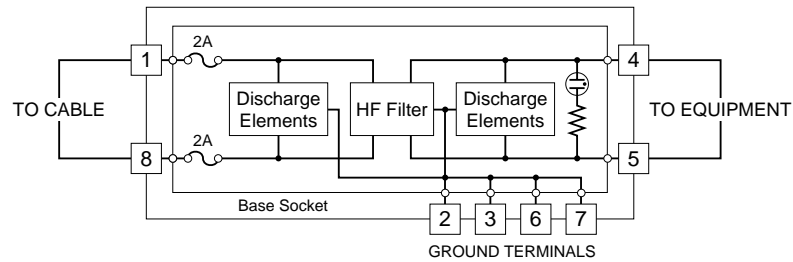 2A
1
4
TO CABLE
Discharge
Elements
HF Filter
Discharge
Elements
TO EQUIPMENT
2A
8
5
Base Socket
2
3
6
7
GROUND TERMINALS